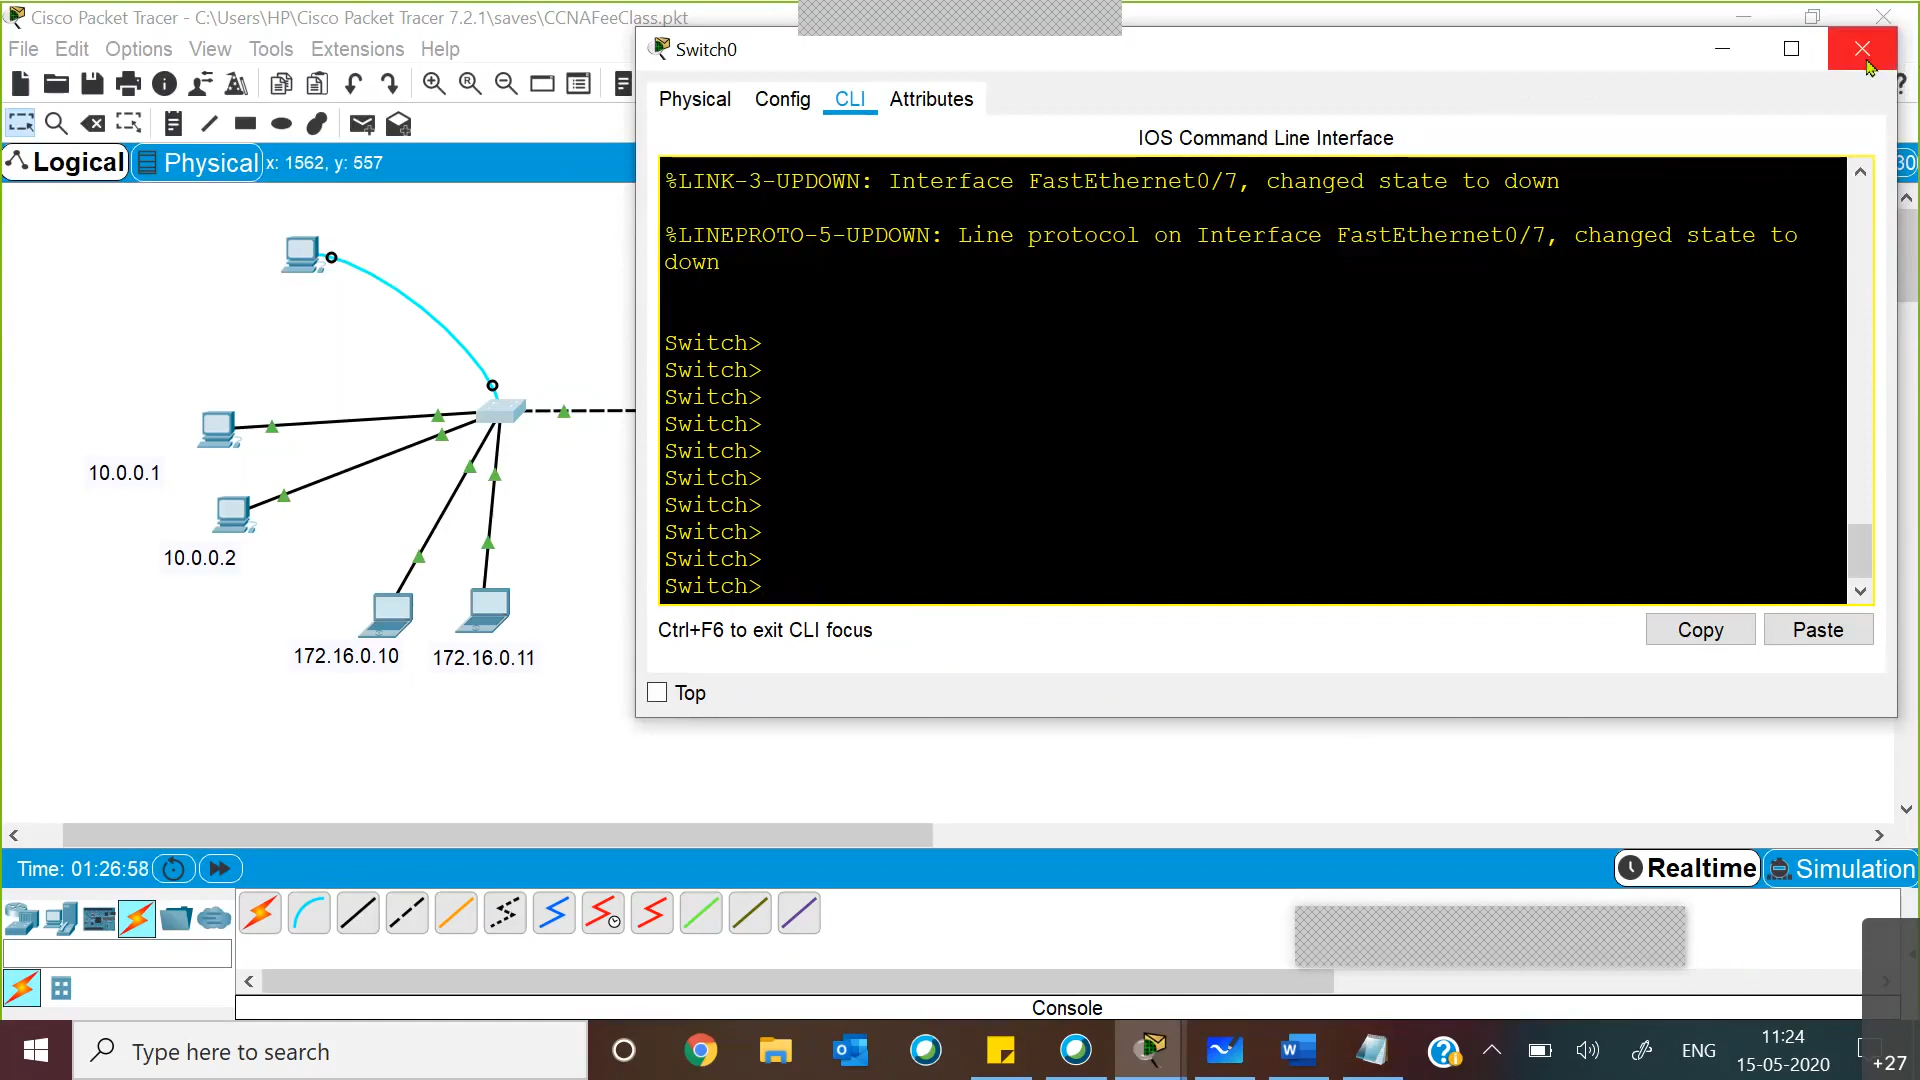 Cisco Packet Tracer - C:\Users\HP\Cisco Packet Tracer 7.2.1\saves\CCNAFeeClass.pkt
File Edit Options View Tools Extensions Help
Logical Physical x: 1562, y: 557
Switch0
Physical Config CLI Attributes
IOS Command Line Interface
%LINK-3-UPDOWN: Interface FastEthernet0/7, changed state to down
%LINEPROTO-5-UPDOWN: Line protocol on Interface FastEthernet0/7, changed state to
down
Switch>
Switch>
Switch>
Switch>
Switch>
Switch>
Switch>
Switch>
Switch>
Switch>
Ctrl+F6 to exit CLI focus
Copy Paste
Top
30
10.0.0.1
10.0.0.2
172.16.0.10 172.16.0.11
Time: 01:26:58
Realtime Simulation
Console
Type here to search
ENG
11:24
15-05-2020
+27